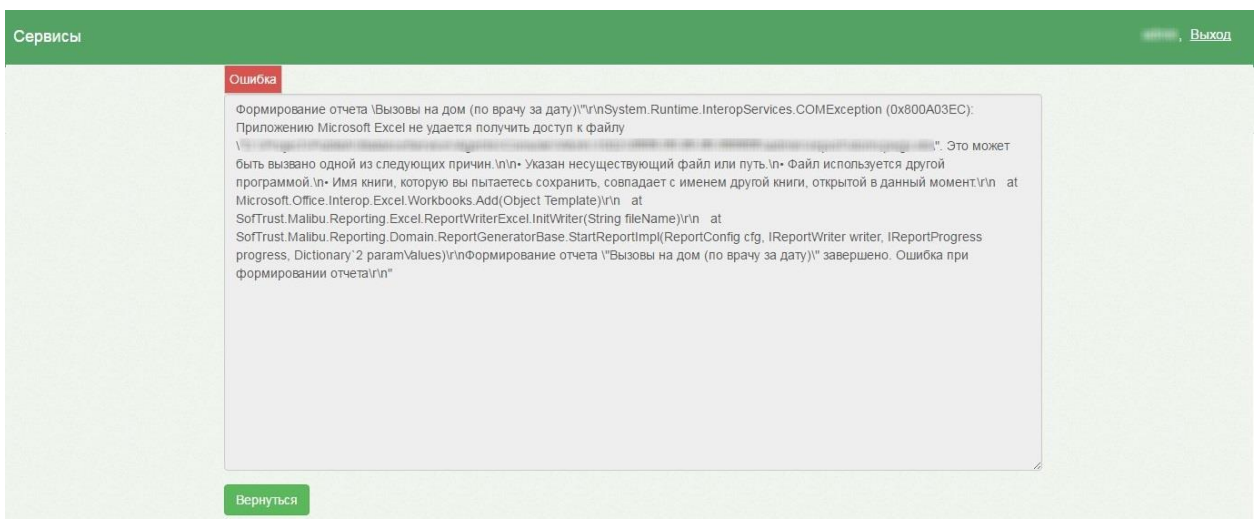 Сервисы
, Выход
Ошибка
Формирование отчета \Вызовы на дом (по врачу за дату)\"\r\nSystem.Runtime.InteropServices.COMException (0x800A03EC):
Приложению Microsoft Excel не удается получить доступ к файлу
\" \". Это может
быть вызвано одной из следующих причин.\n\n• Указан несуществующий файл или путь.\n• Файл используется другой
программой.\n• Имя книги, которую вы пытаетесь сохранить, совпадает с именем другой книги, открытой в данный момент.\r\n at
Microsoft.Office.Interop.Excel.Workbooks.Add(Object Template)\r\n at
SofTrust.Malibu.Reporting.Excel.ReportWriterExcel.InitWriter(String fileName)\r\n at
SofTrust.Malibu.Reporting.Domain.ReportGeneratorBase.StartReportImpl(ReportConfig cfg, IReportWriter writer, IReportProgress
progress, Dictionary`2 paramValues)\r\nФормирование отчета \"Вызовы на дом (по врачу за дату)\" завершено. Ошибка при
формировании отчета\r\n"
Вернуться